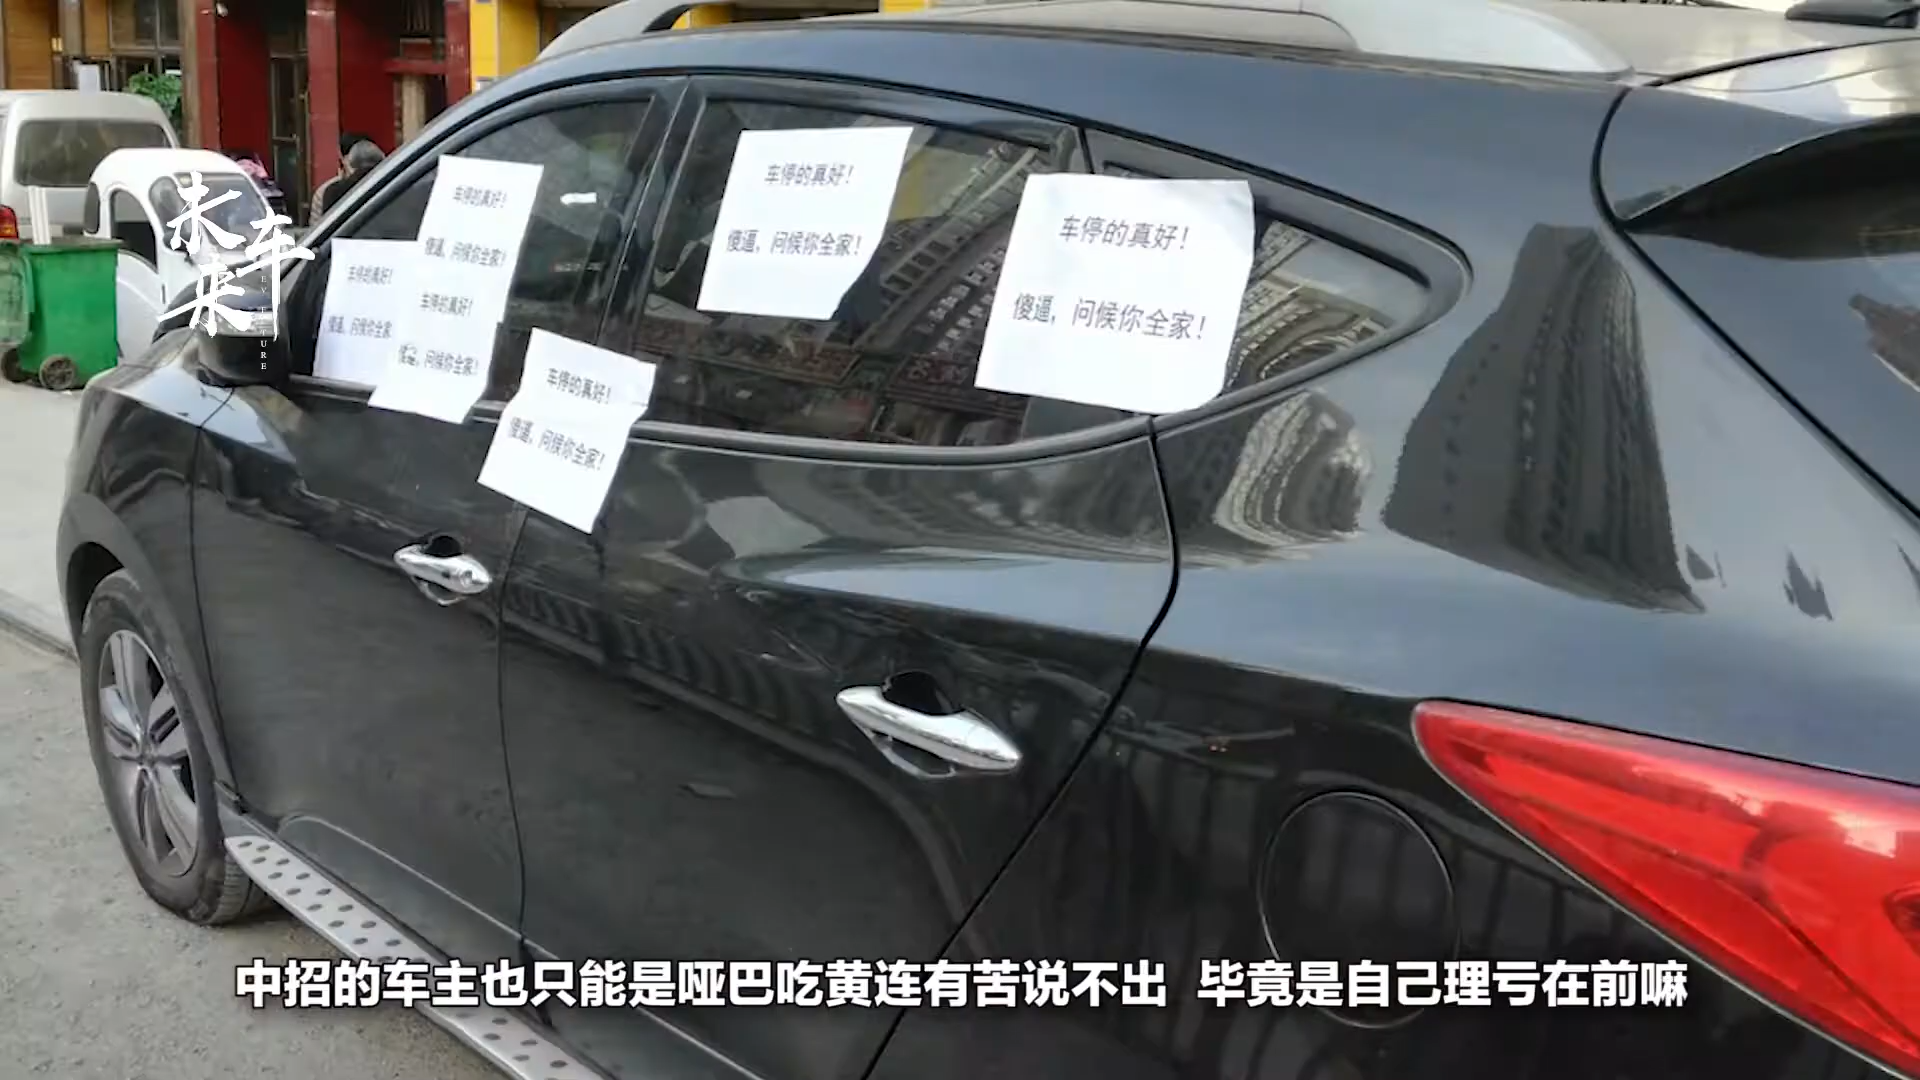 未来车
EV FUTURE
车停的真好！
傻逼，问候你全家！
车停的真好！
傻逼，问候你全家
车停的真好！
傻逼，问候你全家！
车停的真好！
傻逼，问候你全家！
车停的真好！
傻逼，问候你全家！
车停的真好！
傻逼，问候你全家！
中招的车主也只能是哑巴吃黄连有苦说不出 毕竟是自己理亏在前嘛